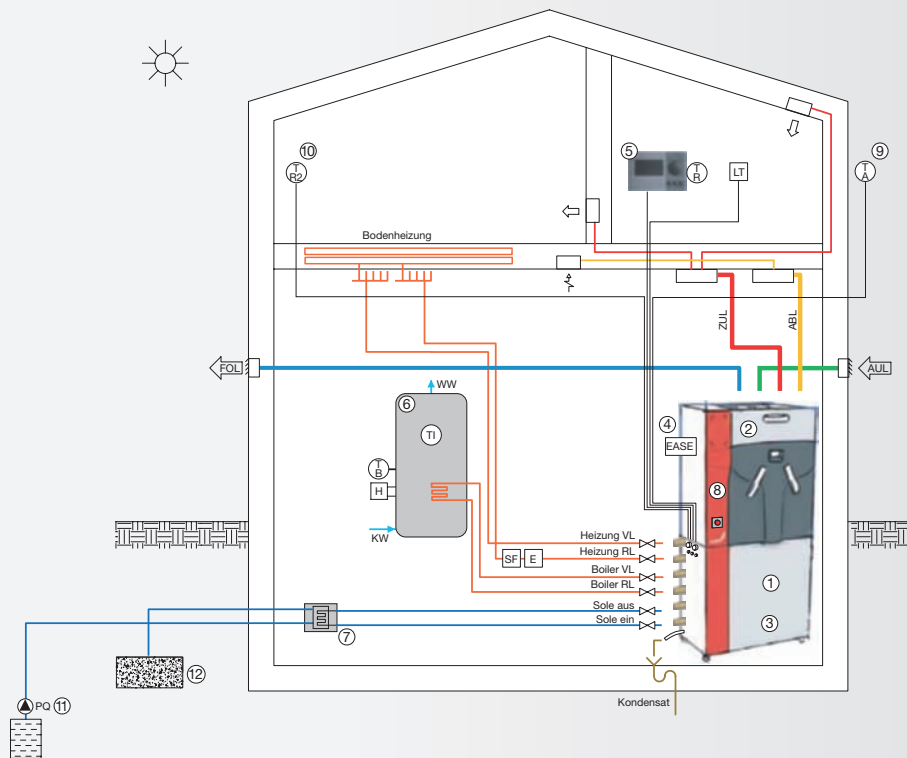 10
T
R2
5
T
R
LT
9
T
A
Bodenheizung
ZUL
ABL
FOL
AUL
WW
6
TI
T
B
H
KW
4
EASE
2
8
1
3
Heizung VL
Heizung RL
SF
E
Boiler VL
Boiler RL
Sole aus
Sole ein
7
12
PQ 11
Kondensat